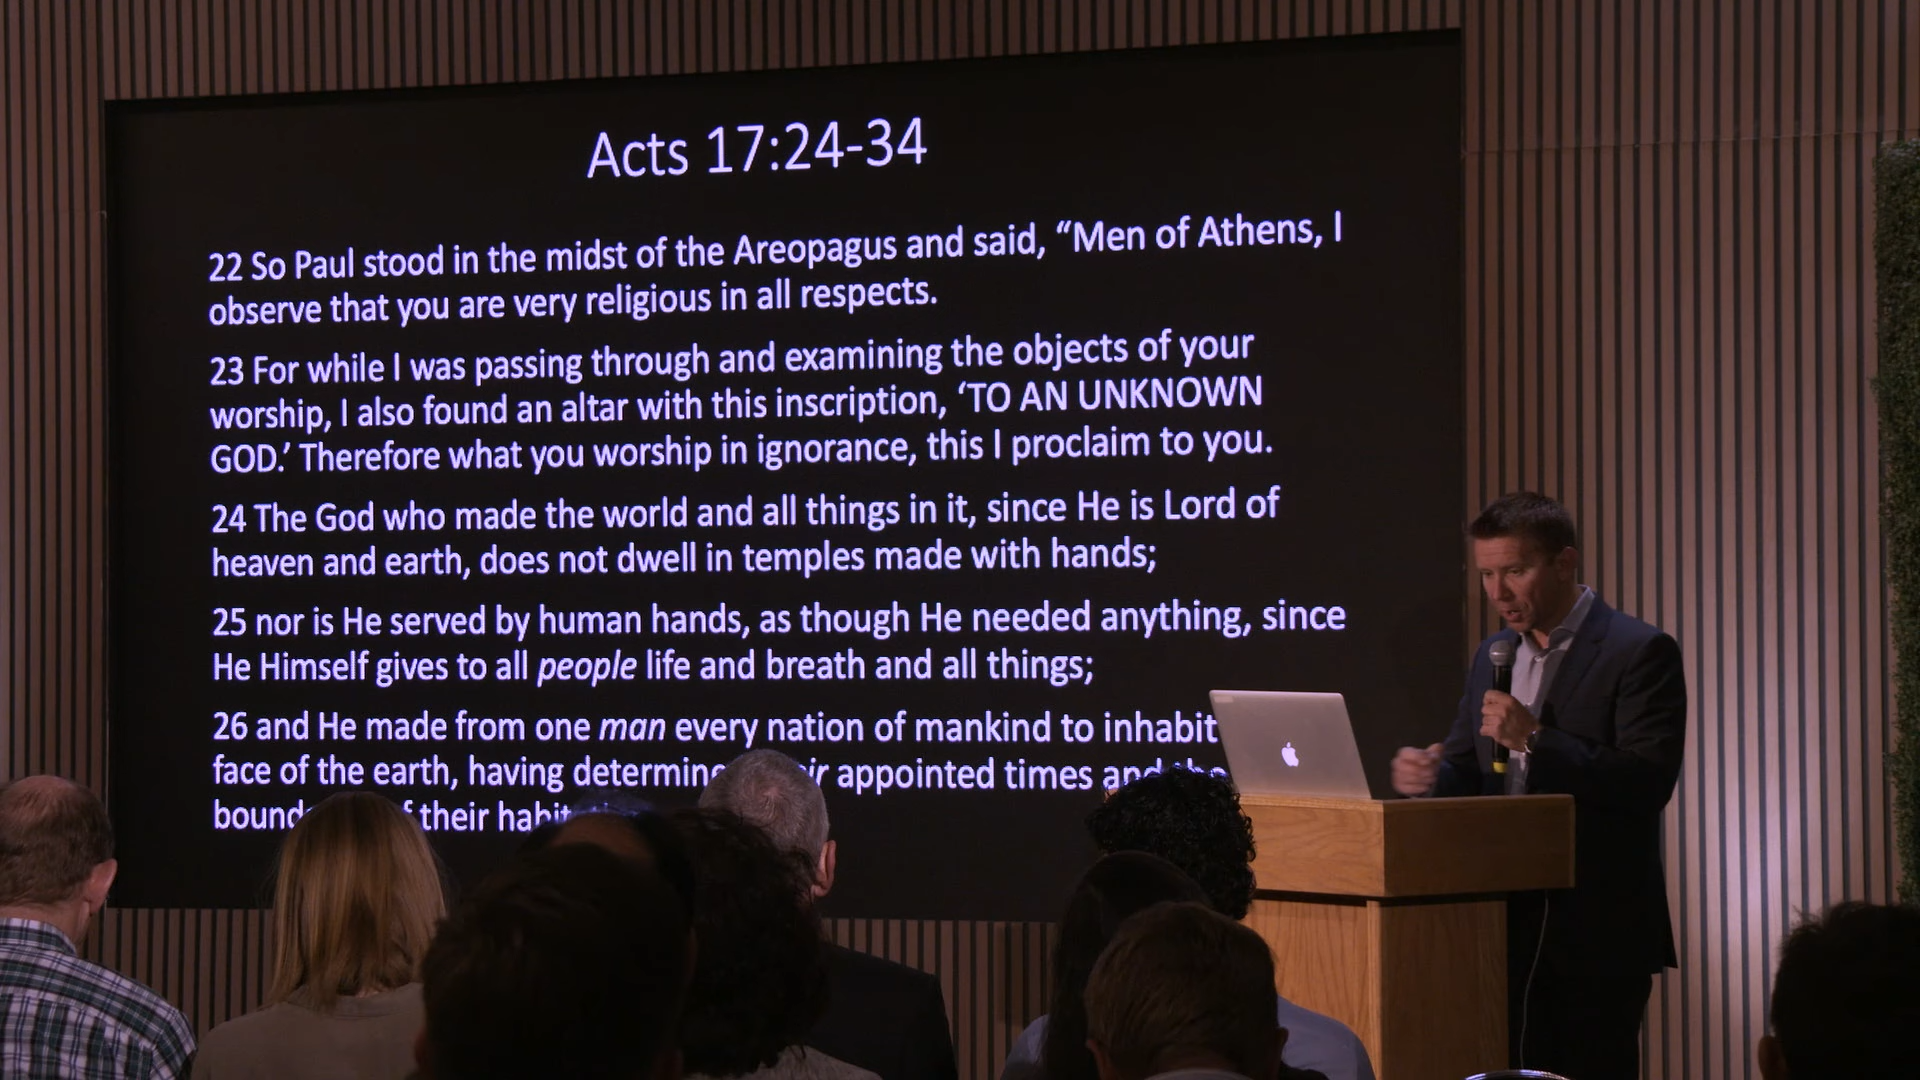 Acts 17:24-34
22 So Paul stood in the midst of the Areopagus and said, “Men of Athens, I
observe that you are very religious in all respects.
23 For while I was passing through and examining the objects of your
worship, I also found an altar with this inscription, ‘TO AN UNKNOWN
GOD.’ Therefore what you worship in ignorance, this I proclaim to you.
24 The God who made the world and all things in it, since He is Lord of
heaven and earth, does not dwell in temples made with hands;
25 nor is He served by human hands, as though He needed anything, since
He Himself gives to all people life and breath and all things;
26 and He made from one man every nation of mankind to inhabit
face of the earth, having appointed times and
their